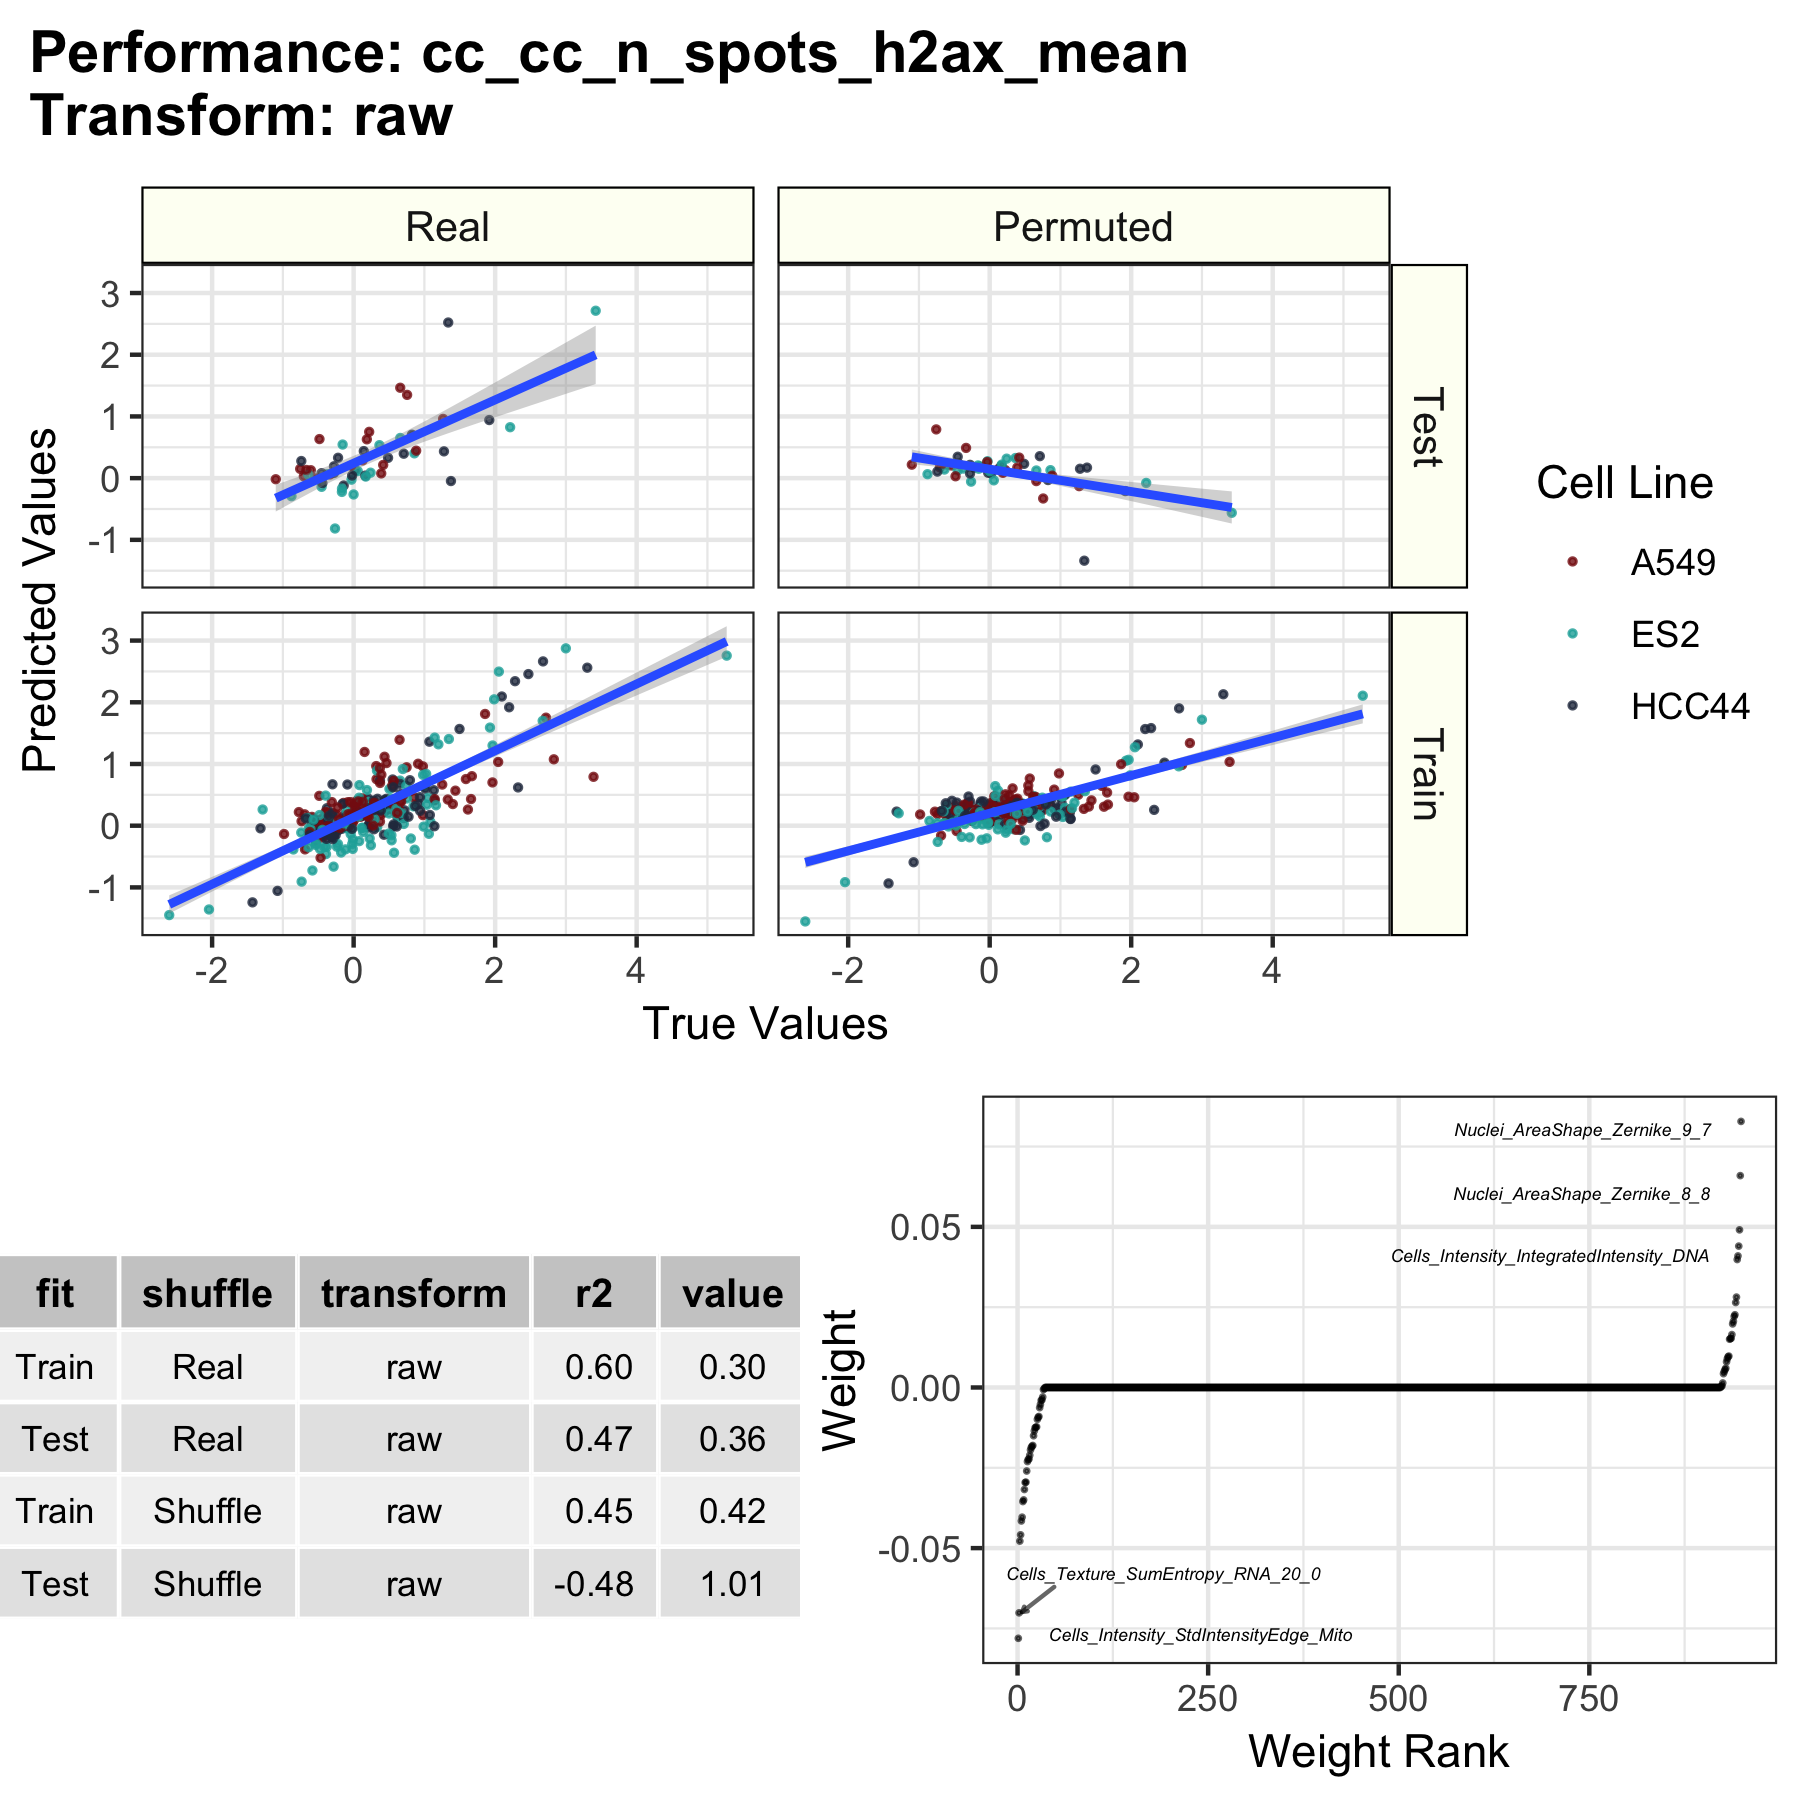 Performance: cc_cc_n_spots_h2ax_mean
Transform: raw
Real
Permuted
3
2
1
0
-1
Test
3
2
1
0
-1
Train
Predicted Values
-2
0
2
4
-2
0
2
4
True Values
Cell Line
A549
ES2
HCC44
fit shuffle transform r2 value
Train Real raw 0.60 0.30
Test Real raw 0.47 0.36
Train Shuffle raw 0.45 0.42
Test Shuffle raw -0.48 1.01
Weight
0.05
0.00
-0.05
Nuclei_AreaShape_Zernike_9_7
Nuclei_AreaShape_Zernike_8_8
Cells_Intensity_IntegratedIntensity_DNA
Cells_Texture_SumEntropy_RNA_20_0
Cells_Intensity_StdIntensityEdge_Mito
0
250
500
750
Weight Rank